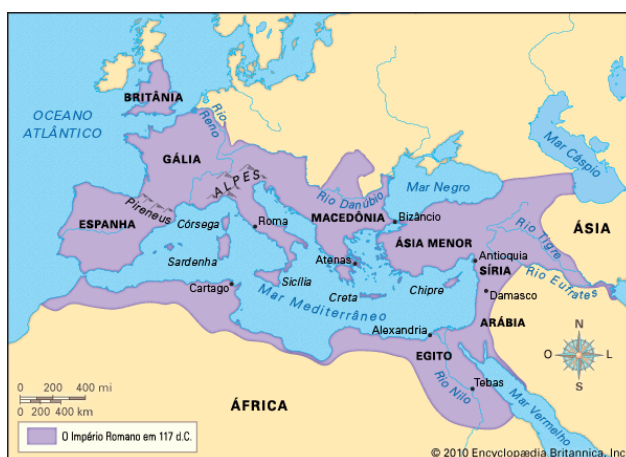 BRITÂNIA
OCEANO
ATLÂNTICO
Rio
Reno
GÁLIA
ALPES
Mar Cáspio
Mar Negro
Rio Danúbio
Pireneus
ESPANHA
Córsega
Roma
MACEDÔNIA
Bizâncio
ÁSIA
Sardenha
ÁSIA MENOR
Rio Tigre
Atenas
Antioquia
Sicília
SÍRIA
Rio Eufrates
Cartago
Creta
Chipre
Damasco
Mar Mediterrâneo
Alexandria
ARÁBIA
EGITO
N
O
L
S
Tebas
Rio Nilo
Mar Vermelho
0 200 400 mi
0 200 400 km
ÁFRICA
O Império Romano em 117 d.C.
© 2010 Encyclopædia Britannica, Inc.